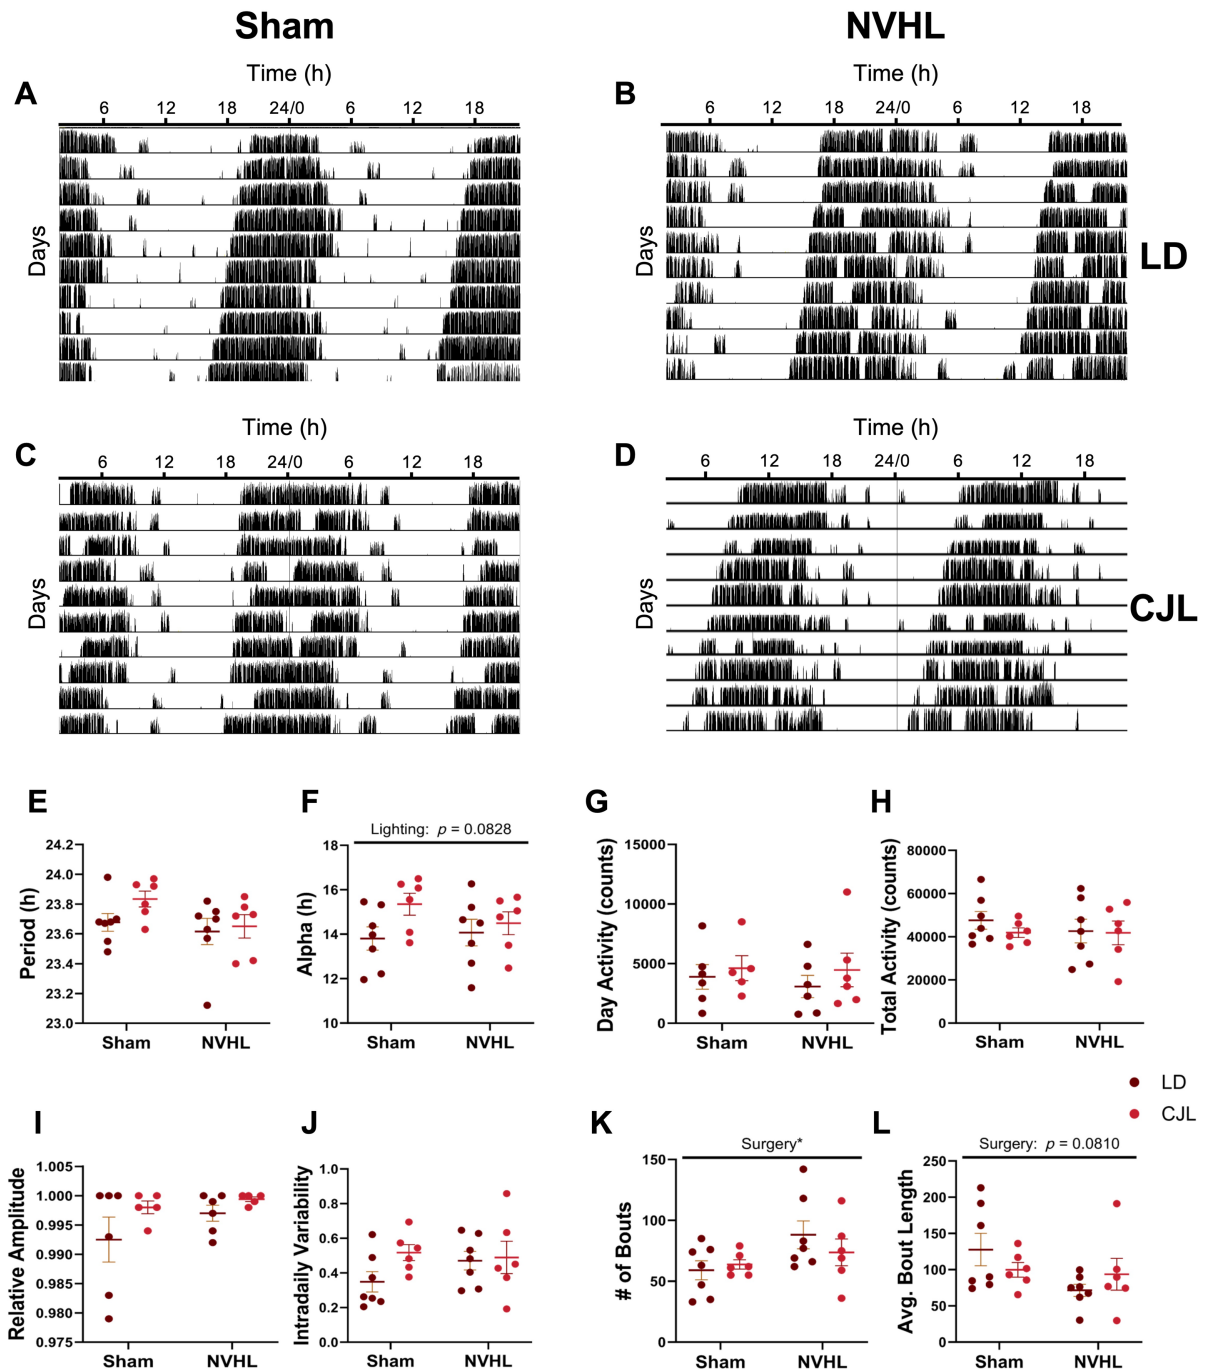 Sham
NVHL
Time (h)
Time (h)
A
B
6 12 18 24/0 6 12 18
6 12 18 24/0 6 12 18
Days
Days
LD
Time (h)
Time (h)
C
D
6 12 18 24/0 6 12 18
6 12 18 24/0 6 12 18
Days
Days
CJL
E
F
G
H
Lighting: p = 0.0828
Period (h)
24.2
24.0
23.8
23.6
23.4
23.2
23.0
Sham NVHL
Alpha (h)
18
16
14
12
10
Sham NVHL
Day Activity (counts)
15000
10000
5000
0
Sham NVHL
Total Activity (counts)
80000
60000
40000
20000
0
Sham NVHL
LD
CJL
I
J
K
L
Relative Amplitude
1.005
1.000
0.995
0.990
0.985
0.980
0.975
Sham NVHL
Intradaily Variability
1.0
0.8
0.6
0.4
0.2
0.0
Sham NVHL
Surgery*
# of Bouts
150
100
50
0
Sham NVHL
Surgery: p = 0.0810
Avg. Bout Length
250
200
150
100
50
0
Sham NVHL